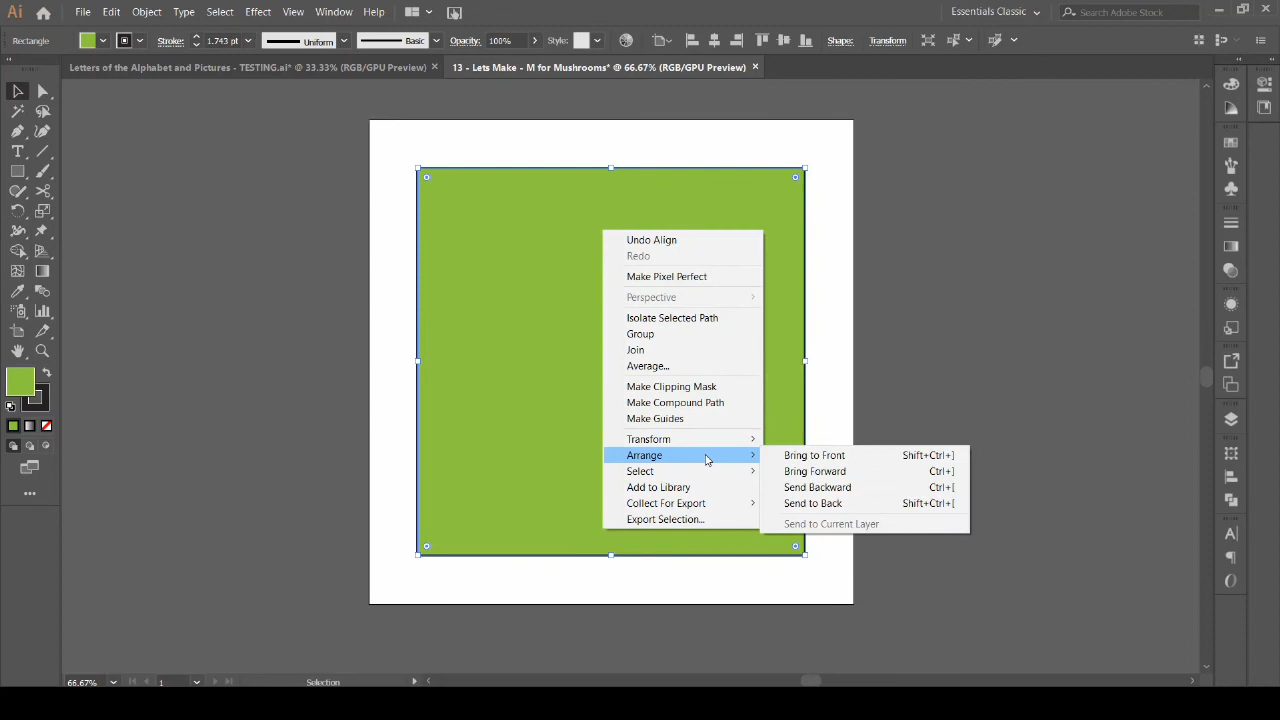 Ai File Edit Object Type Select Effect View Window Help Essentials Classic Search Adobe Stock
Rectangle Stroke: 1.743 pt Uniform Basic Opacity: 100% Style: Shape: Transform
Letters of the Alphabet and Pictures - TESTING.ai* @ 33.33% (RGB/GPU Preview) × 13 - Lets Make - M for Mushrooms* @ 66.67% (RGB/GPU Preview) ×
Undo Align
Redo
Make Pixel Perfect
Perspective
Isolate Selected Path
Group
Join
Average...
Make Clipping Mask
Make Compound Path
Make Guides
Transform
Arrange
Select
Add to Library
Collect For Export
Export Selection...
Bring to Front Shift+Ctrl+]
Bring Forward Ctrl+]
Send Backward Ctrl+[
Send to Back Shift+Ctrl+[
Send to Current Layer
66.67% 1 Selection